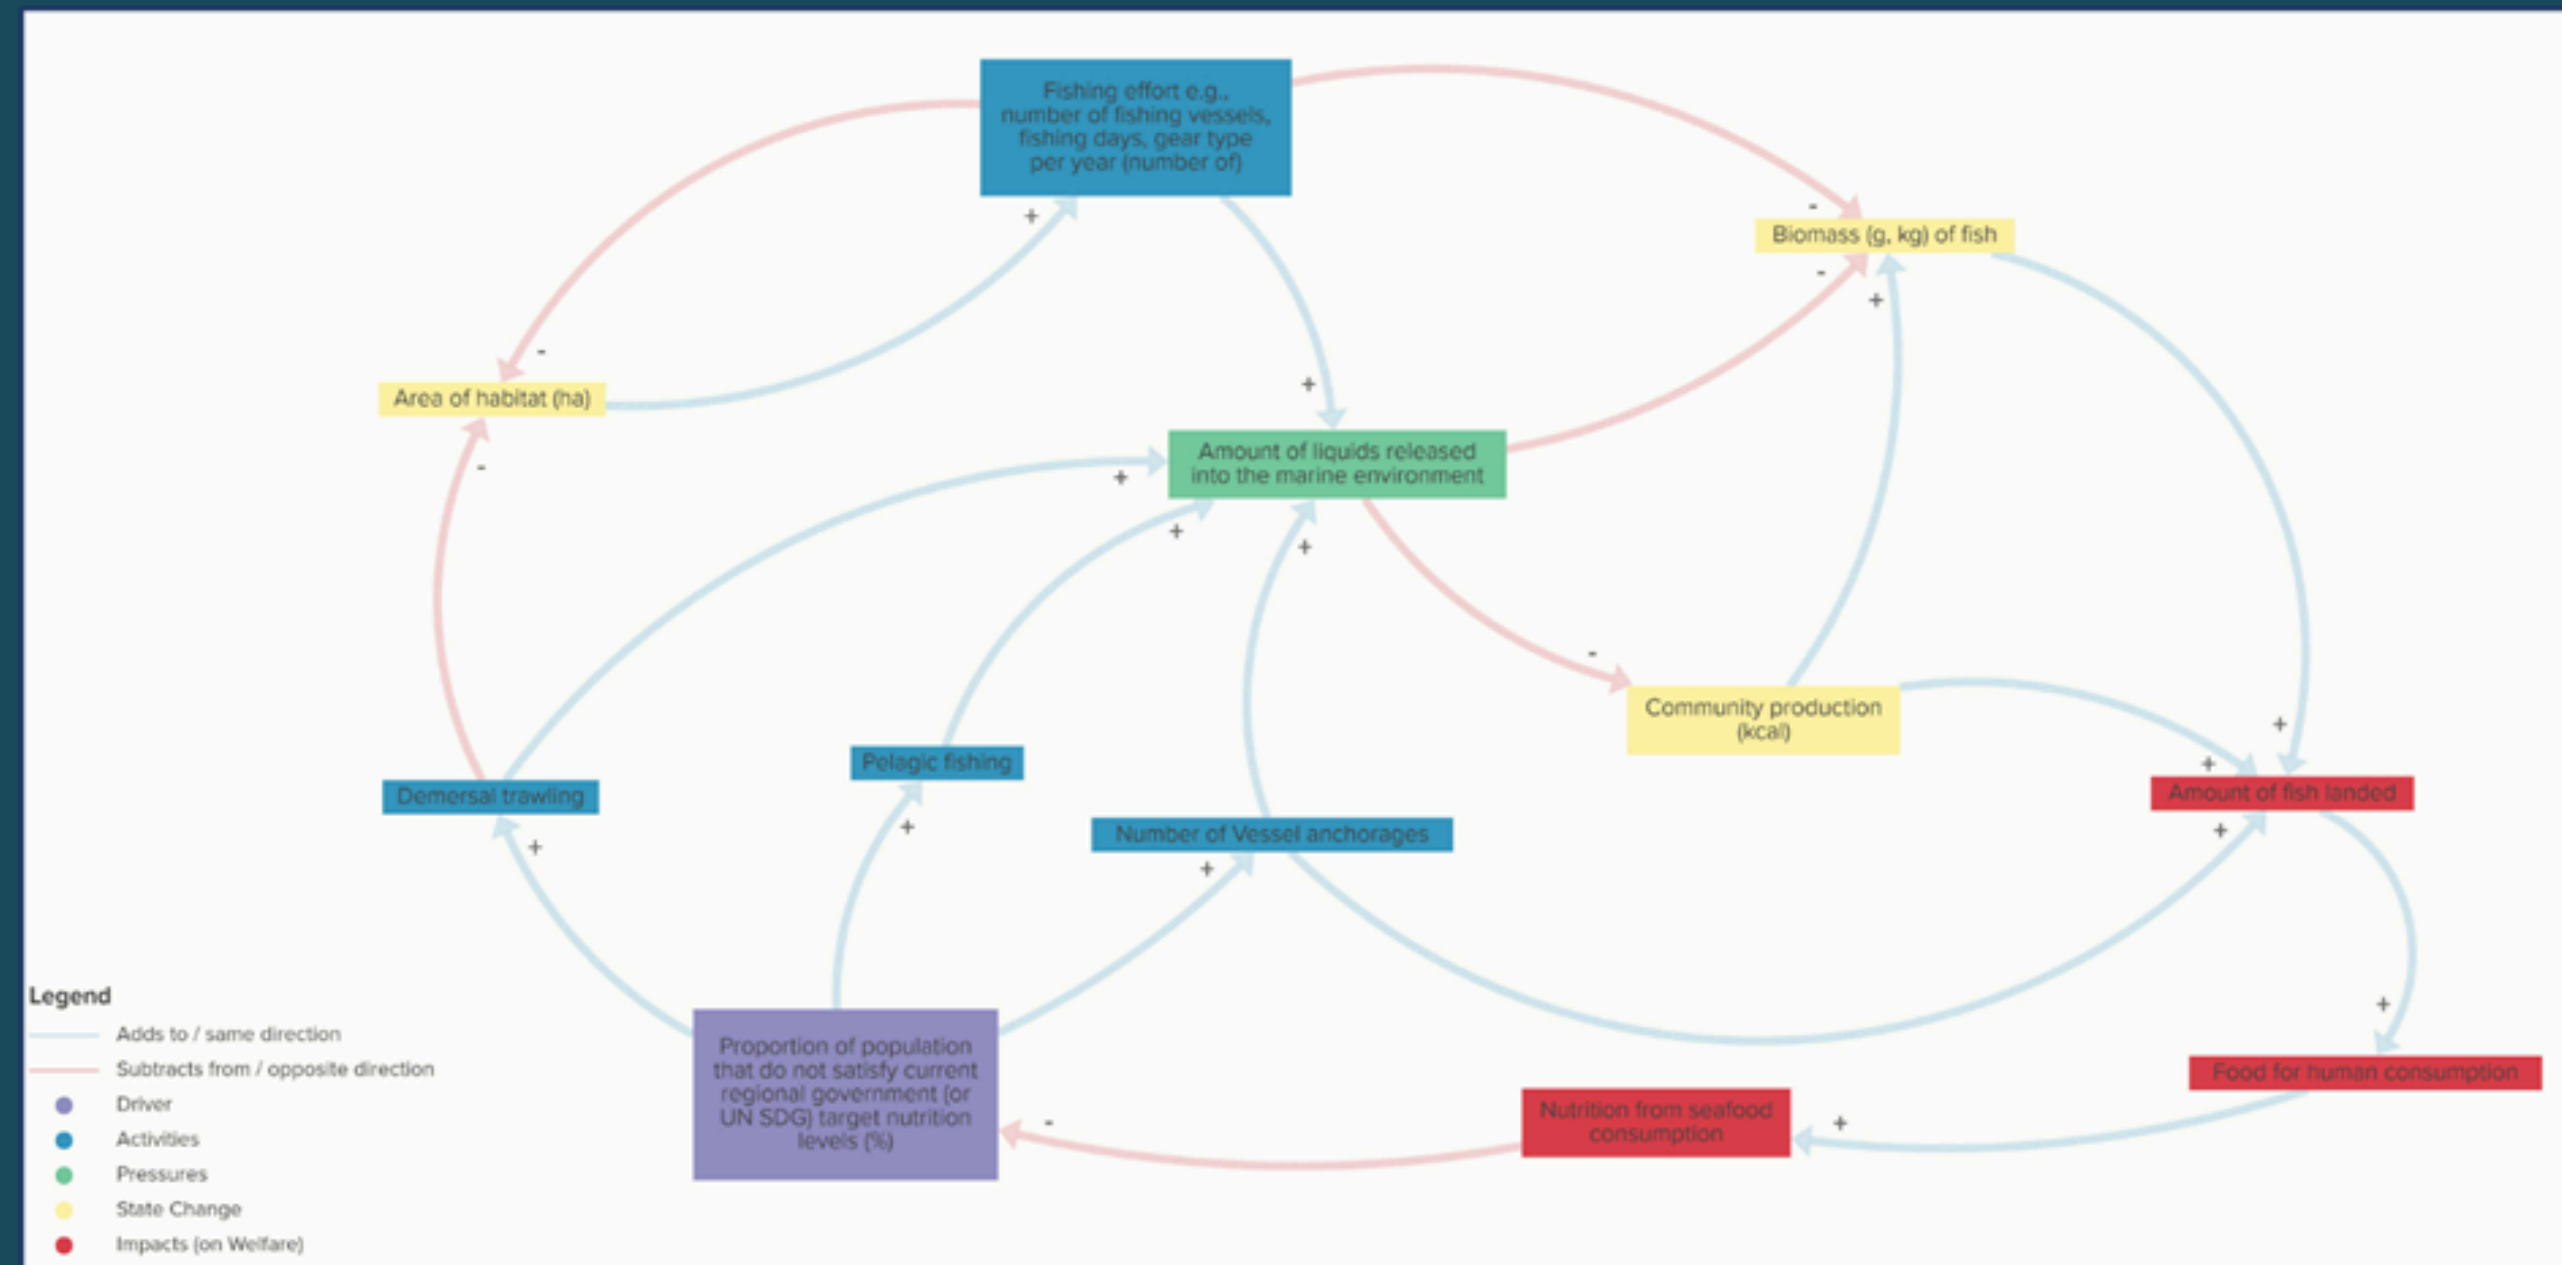 Fishing effort e.g.,
number of fishing vessels,
fishing days, gear type
per year (number of)
-
Biomass (g, kg) of fish
+
-
+
-
Area of habitat (ha)
+
-
Amount of liquids released
into the marine environment
+
+
+
-
Community production
(kcal)
+
Pelagic fishing
+
Amount of fish landed
Demersal trawling
+
+
Number of Vessel anchorages
+
+
Legend
+
Adds to / same direction
Subtracts from / opposite direction
Driver
Activities
Pressures
State Change
Impacts (on Welfare)
Proportion of population
that do not satisfy current
regional government (or
UN SDG) target nutrition
levels (%)
-
Nutrition from seafood
consumption
+
Food for human consumption